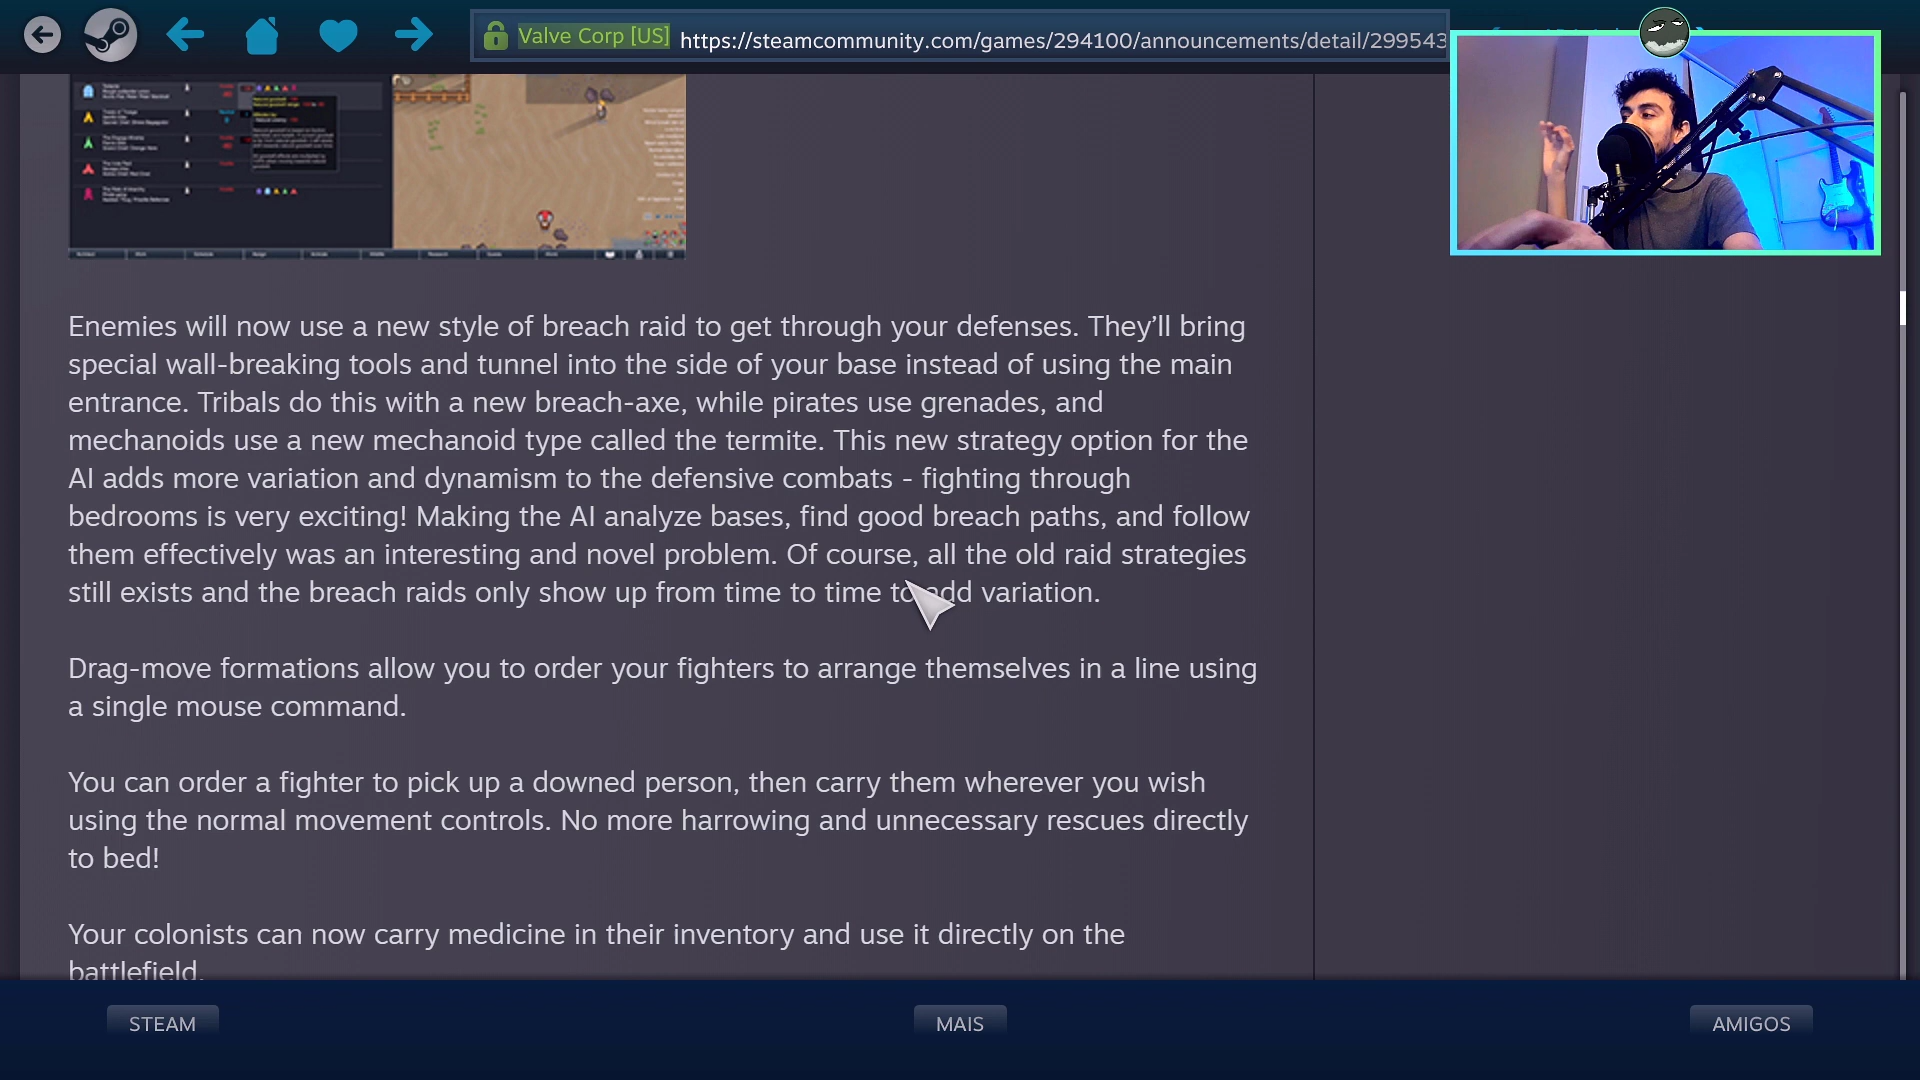 Valve Corp [US] https://steamcommunity.com/games/294100/announcements/detail/299543
Enemies will now use a new style of breach raid to get through your defenses. They’ll bring
special wall-breaking tools and tunnel into the side of your base instead of using the main
entrance. Tribals do this with a new breach-axe, while pirates use grenades, and
mechanoids use a new mechanoid type called the termite. This new strategy option for the
AI adds more variation and dynamism to the defensive combats - fighting through
bedrooms is very exciting! Making the AI analyze bases, find good breach paths, and follow
them effectively was an interesting and novel problem. Of course, all the old raid strategies
still exists and the breach raids only show up from time to time to add variation.
Drag-move formations allow you to order your fighters to arrange themselves in a line using
a single mouse command.
You can order a fighter to pick up a downed person, then carry them wherever you wish
using the normal movement controls. No more harrowing and unnecessary rescues directly
to bed!
Your colonists can now carry medicine in their inventory and use it directly on the
battlefield.
STEAM
MAIS
AMIGOS